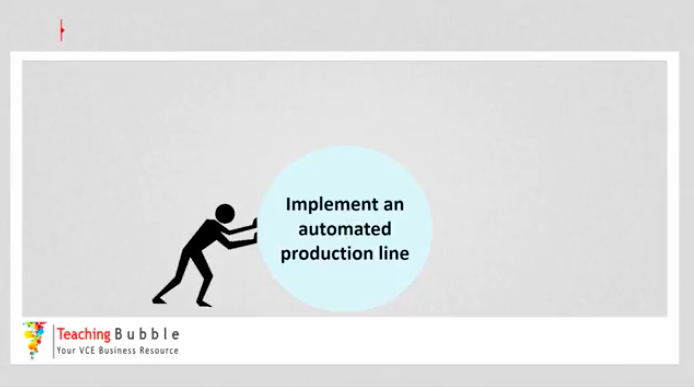 Implement an
automated
production line
Teaching Bubble
Your VCE Business Resource